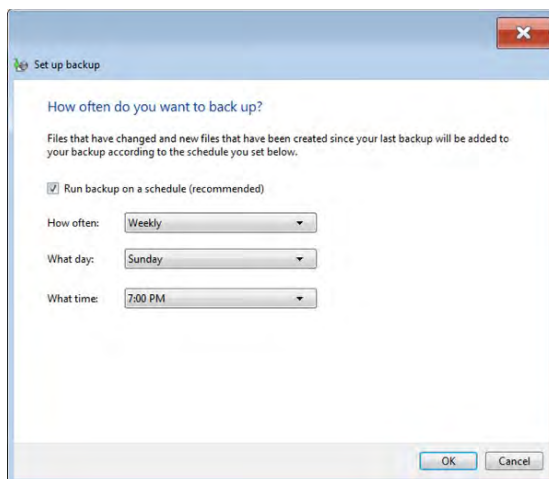 Set up backup
How often do you want to back up?
Files that have changed and new files that have been created since your last backup will be added to
your backup according to the schedule you set below.
Run backup on a schedule (recommended)
How often: Weekly
What day: Sunday
What time: 7:00 PM
OK Cancel